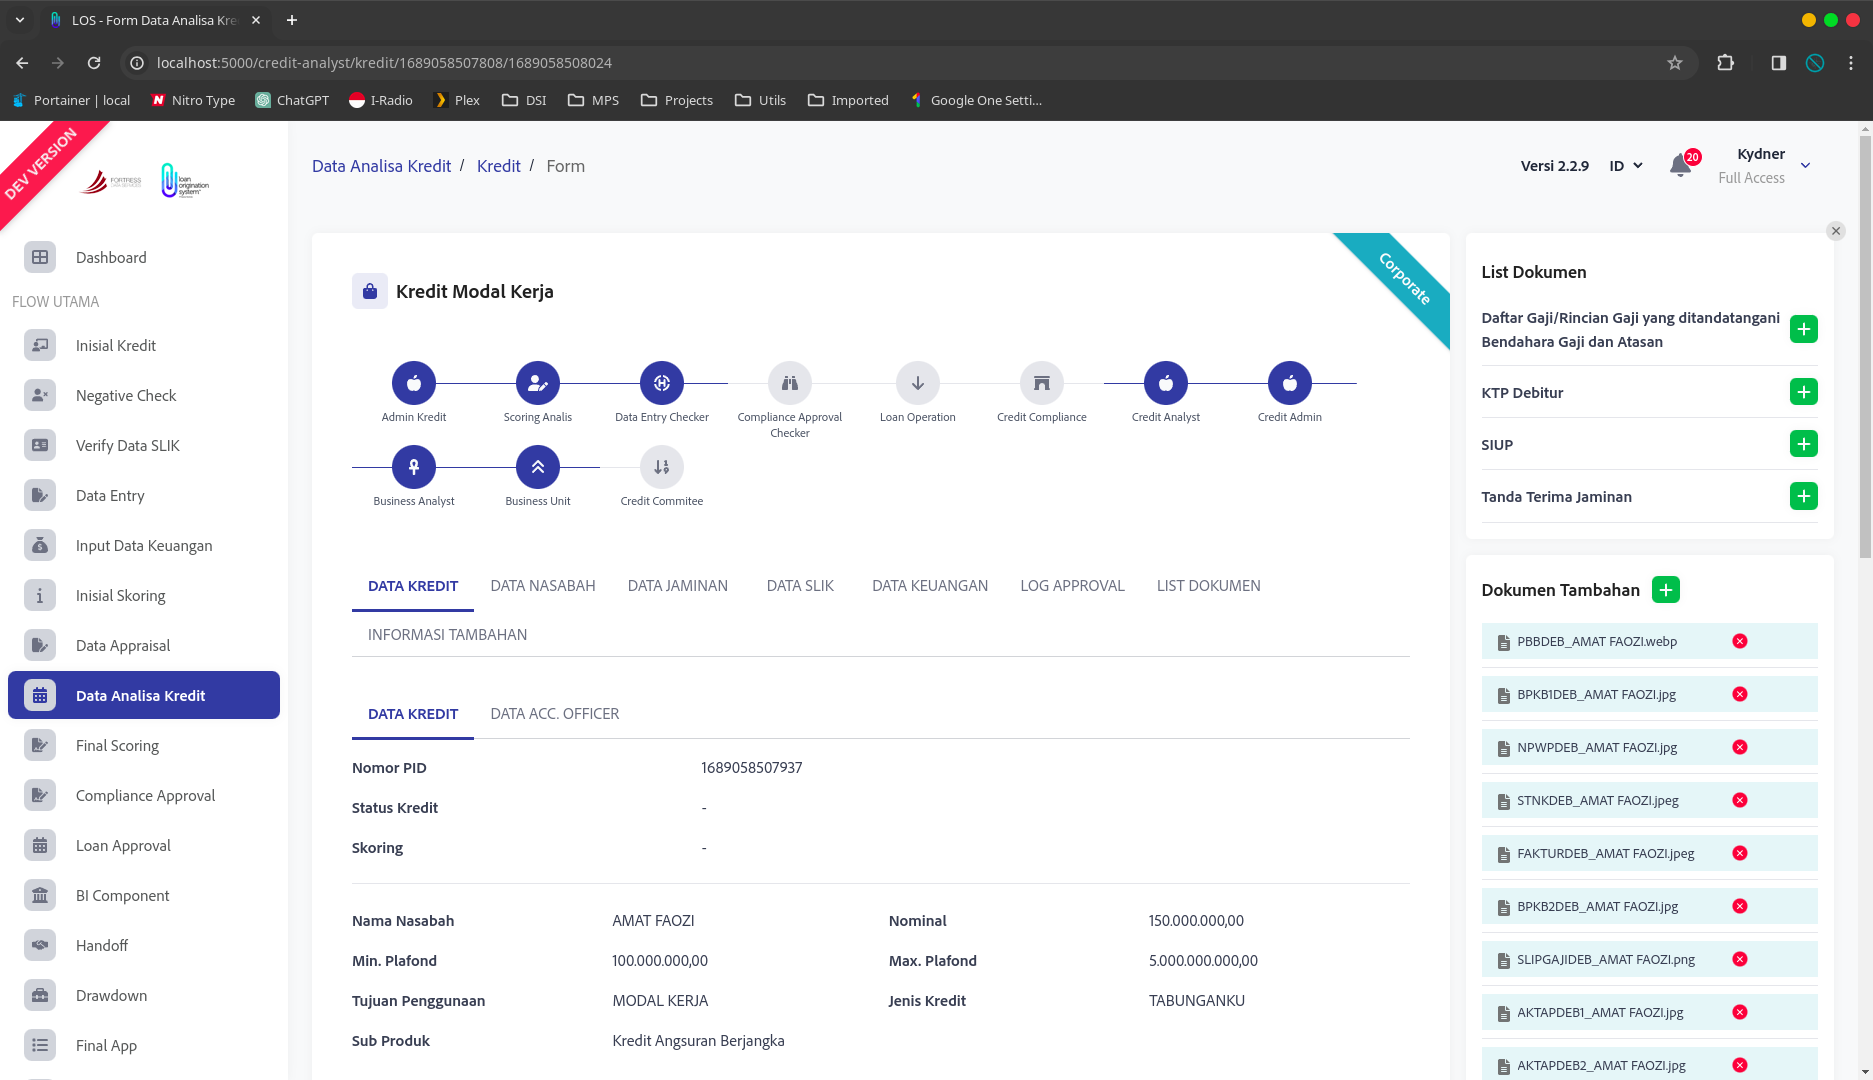 LOS - Form Data Analisa Kre
localhost:5000/credit-analyst/kredit/1689058507808/1689058508024
Portainer | local
Nitro Type
ChatGPT
I-Radio
Plex
DSI
MPS
Projects
Utils
Imported
Google One Setti...
DEV VERSION
FORTRESS
loan
origination
system
Data Analisa Kredit / Kredit / Form
Versi 2.2.9
ID
20
Kydner
Full Access
Dashboard
FLOW UTAMA
Inisial Kredit
Negative Check
Verify Data SLIK
Data Entry
Input Data Keuangan
Inisial Skoring
Data Appraisal
Data Analisa Kredit
Final Scoring
Compliance Approval
Loan Approval
BI Component
Handoff
Drawdown
Final App
Kredit Modal Kerja
Corporate
Admin Kredit
Scoring Analis
Data Entry Checker
Compliance Approval
Checker
Loan Operation
Credit Compliance
Credit Analyst
Credit Admin
Business Analyst
Business Unit
Credit Commitee
DATA KREDIT
DATA NASABAH
DATA JAMINAN
DATA SLIK
DATA KEUANGAN
LOG APPROVAL
LIST DOKUMEN
INFORMASI TAMBAHAN
DATA KREDIT
DATA ACC. OFFICER
Nomor PID 1689058507937
Status Kredit -
Skoring -
Nama Nasabah AMAT FAOZI Nominal 150.000.000,00
Min. Plafond 100.000.000,00 Max. Plafond 5.000.000.000,00
Tujuan Penggunaan MODAL KERJA Jenis Kredit TABUNGANKU
Sub Produk Kredit Angsuran Berjangka
List Dokumen
Daftar Gaji/Rincian Gaji yang ditandatangani
Bendahara Gaji dan Atasan
KTP Debitur
SIUP
Tanda Terima Jaminan
Dokumen Tambahan
PBBDEB_AMAT FAOZI.webp
BPKB1DEB_AMAT FAOZI.jpg
NPWPDEB_AMAT FAOZI.jpg
STNKDEB_AMAT FAOZI.jpeg
FAKTURDEB_AMAT FAOZI.jpeg
BPKB2DEB_AMAT FAOZI.jpg
SLIPGAJIDEB_AMAT FAOZI.png
AKTAPDEB1_AMAT FAOZI.jpg
AKTAPDEB2_AMAT FAOZI.jpg